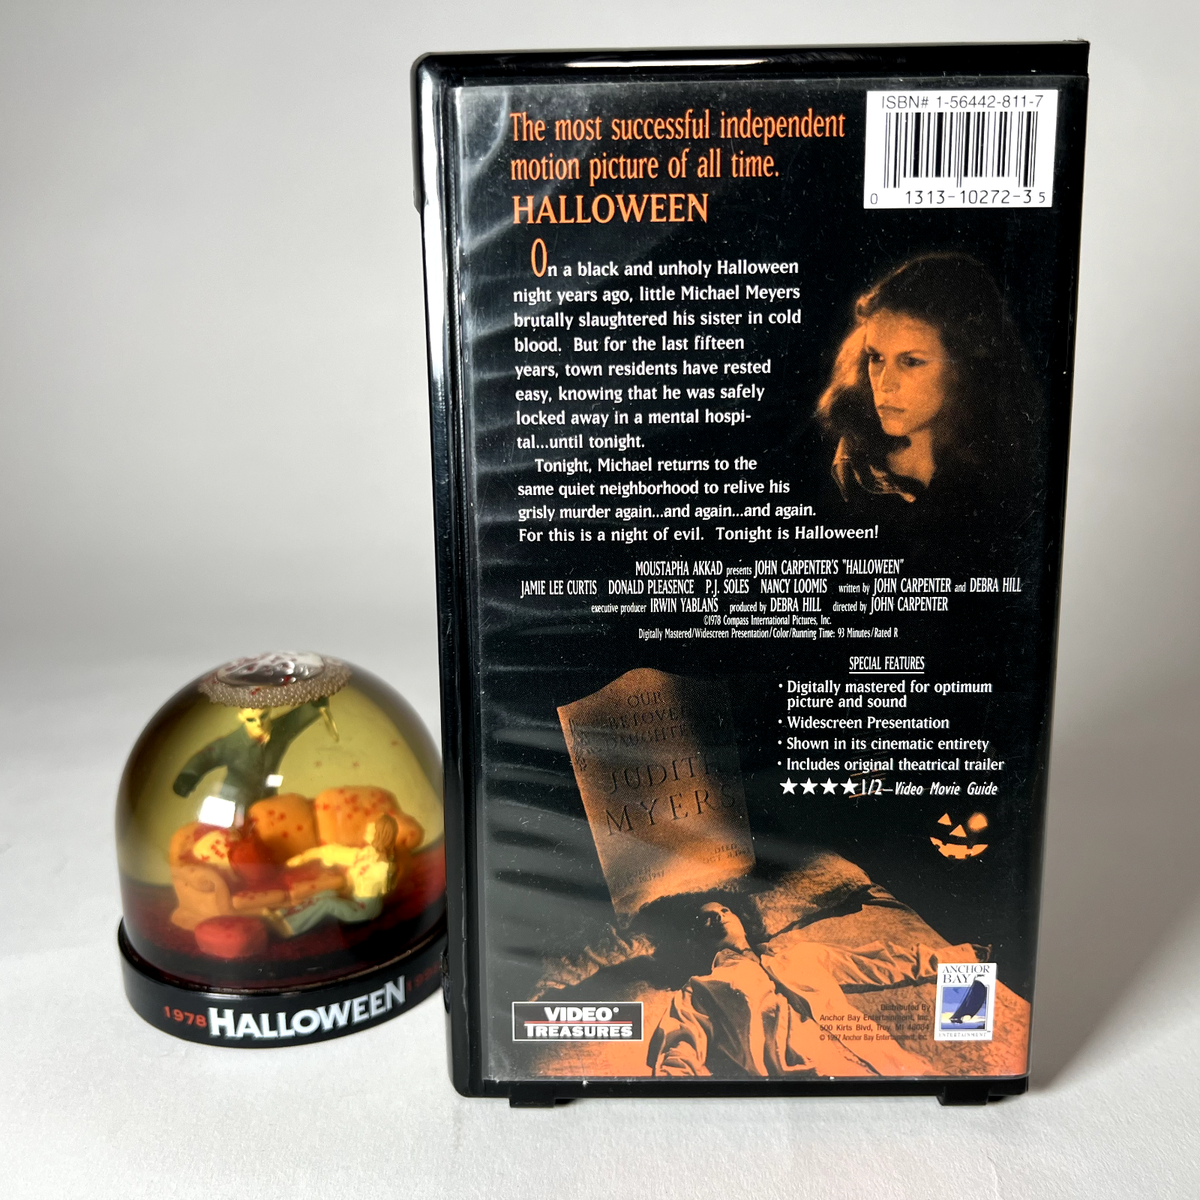 ISBN# 1-56442-811-7
0 1313-10272-3 5
The most successful independent
motion picture of all time.
HALLOWEEN
On a black and unholy Halloween
night years ago, little Michael Meyers
brutally slaughtered his sister in cold
blood. But for the last fifteen
years, town residents have rested
easy, knowing that he was safely
locked away in a mental hospi-
tal...until tonight.
Tonight, Michael returns to the
same quiet neighborhood to relive his
grisly murder again...and again...and again.
For this is a night of evil. Tonight is Halloween!
MOUSTAPHA AKKAD presents JOHN CARPENTER'S "HALLOWEEN"
JAMIE LEE CURTIS DONALD PLEASENCE P.J. SOLES NANCY LOOMIS written by JOHN CARPENTER and DEBRA HILL
executive producer IRWIN YABLANS produced by DEBRA HILL directed by JOHN CARPENTER
©1978 Compass International Pictures, Inc.
Digitally Mastered/Widescreen Presentation/Color/Running Time: 93 Minutes/Rated R
SPECIAL FEATURES
• Digitally mastered for optimum
picture and sound
• Widescreen Presentation
• Shown in its cinematic entirety
• Includes original theatrical trailer
★★★★1/2—Video Movie Guide
OUR
BELOVED
DAUGHTER
JUDITH
MYERS
DIED
VIDEO
TREASURES
ANCHOR
BAY
ENTERTAINMENT
Distributed By
Anchor Bay Entertainment, Inc.
500 Kirts Blvd, Troy, MI 48084
© 1997 Anchor Bay Entertainment, Inc.
1978 HALLOWEEN